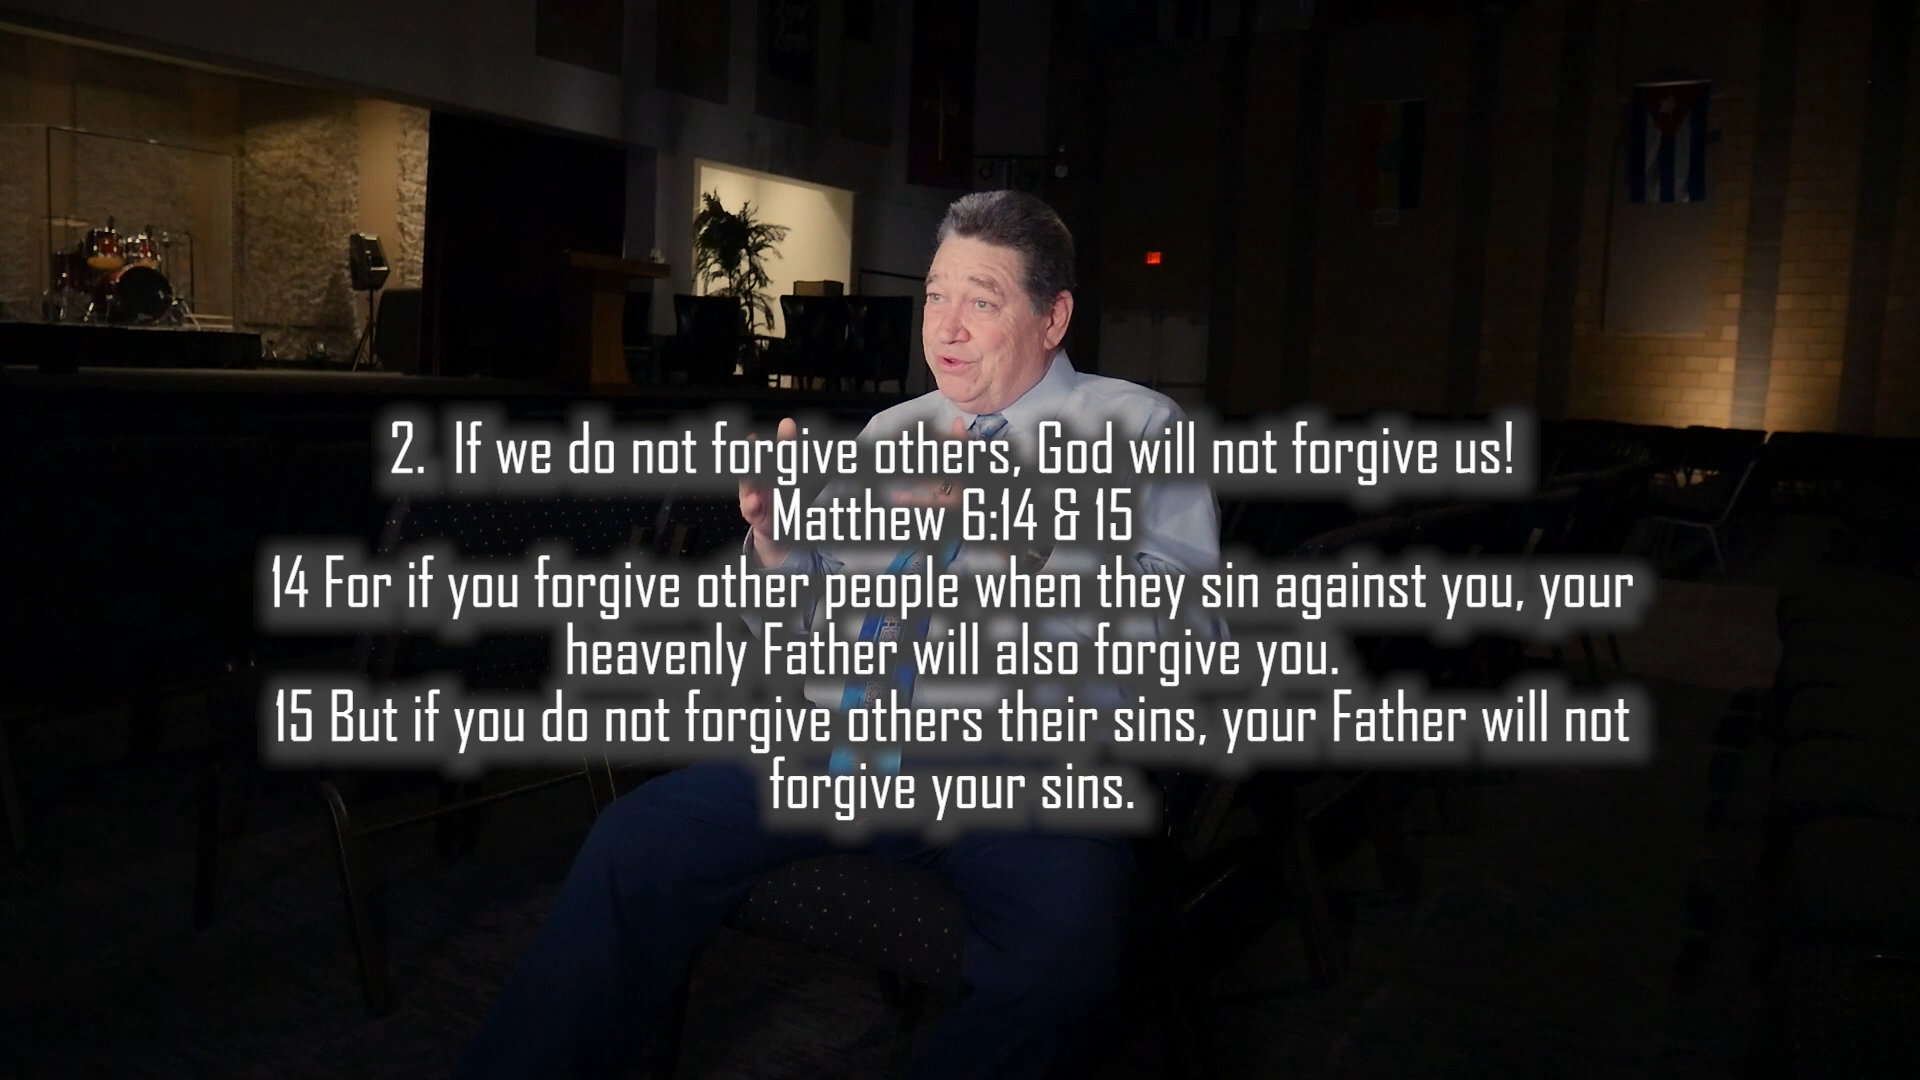 2.  If we do not forgive others, God will not forgive us!
Matthew 6:14 & 15
14 For if you forgive other people when they sin against you, your
heavenly Father will also forgive you.
15 But if you do not forgive others their sins, your Father will not
forgive your sins.